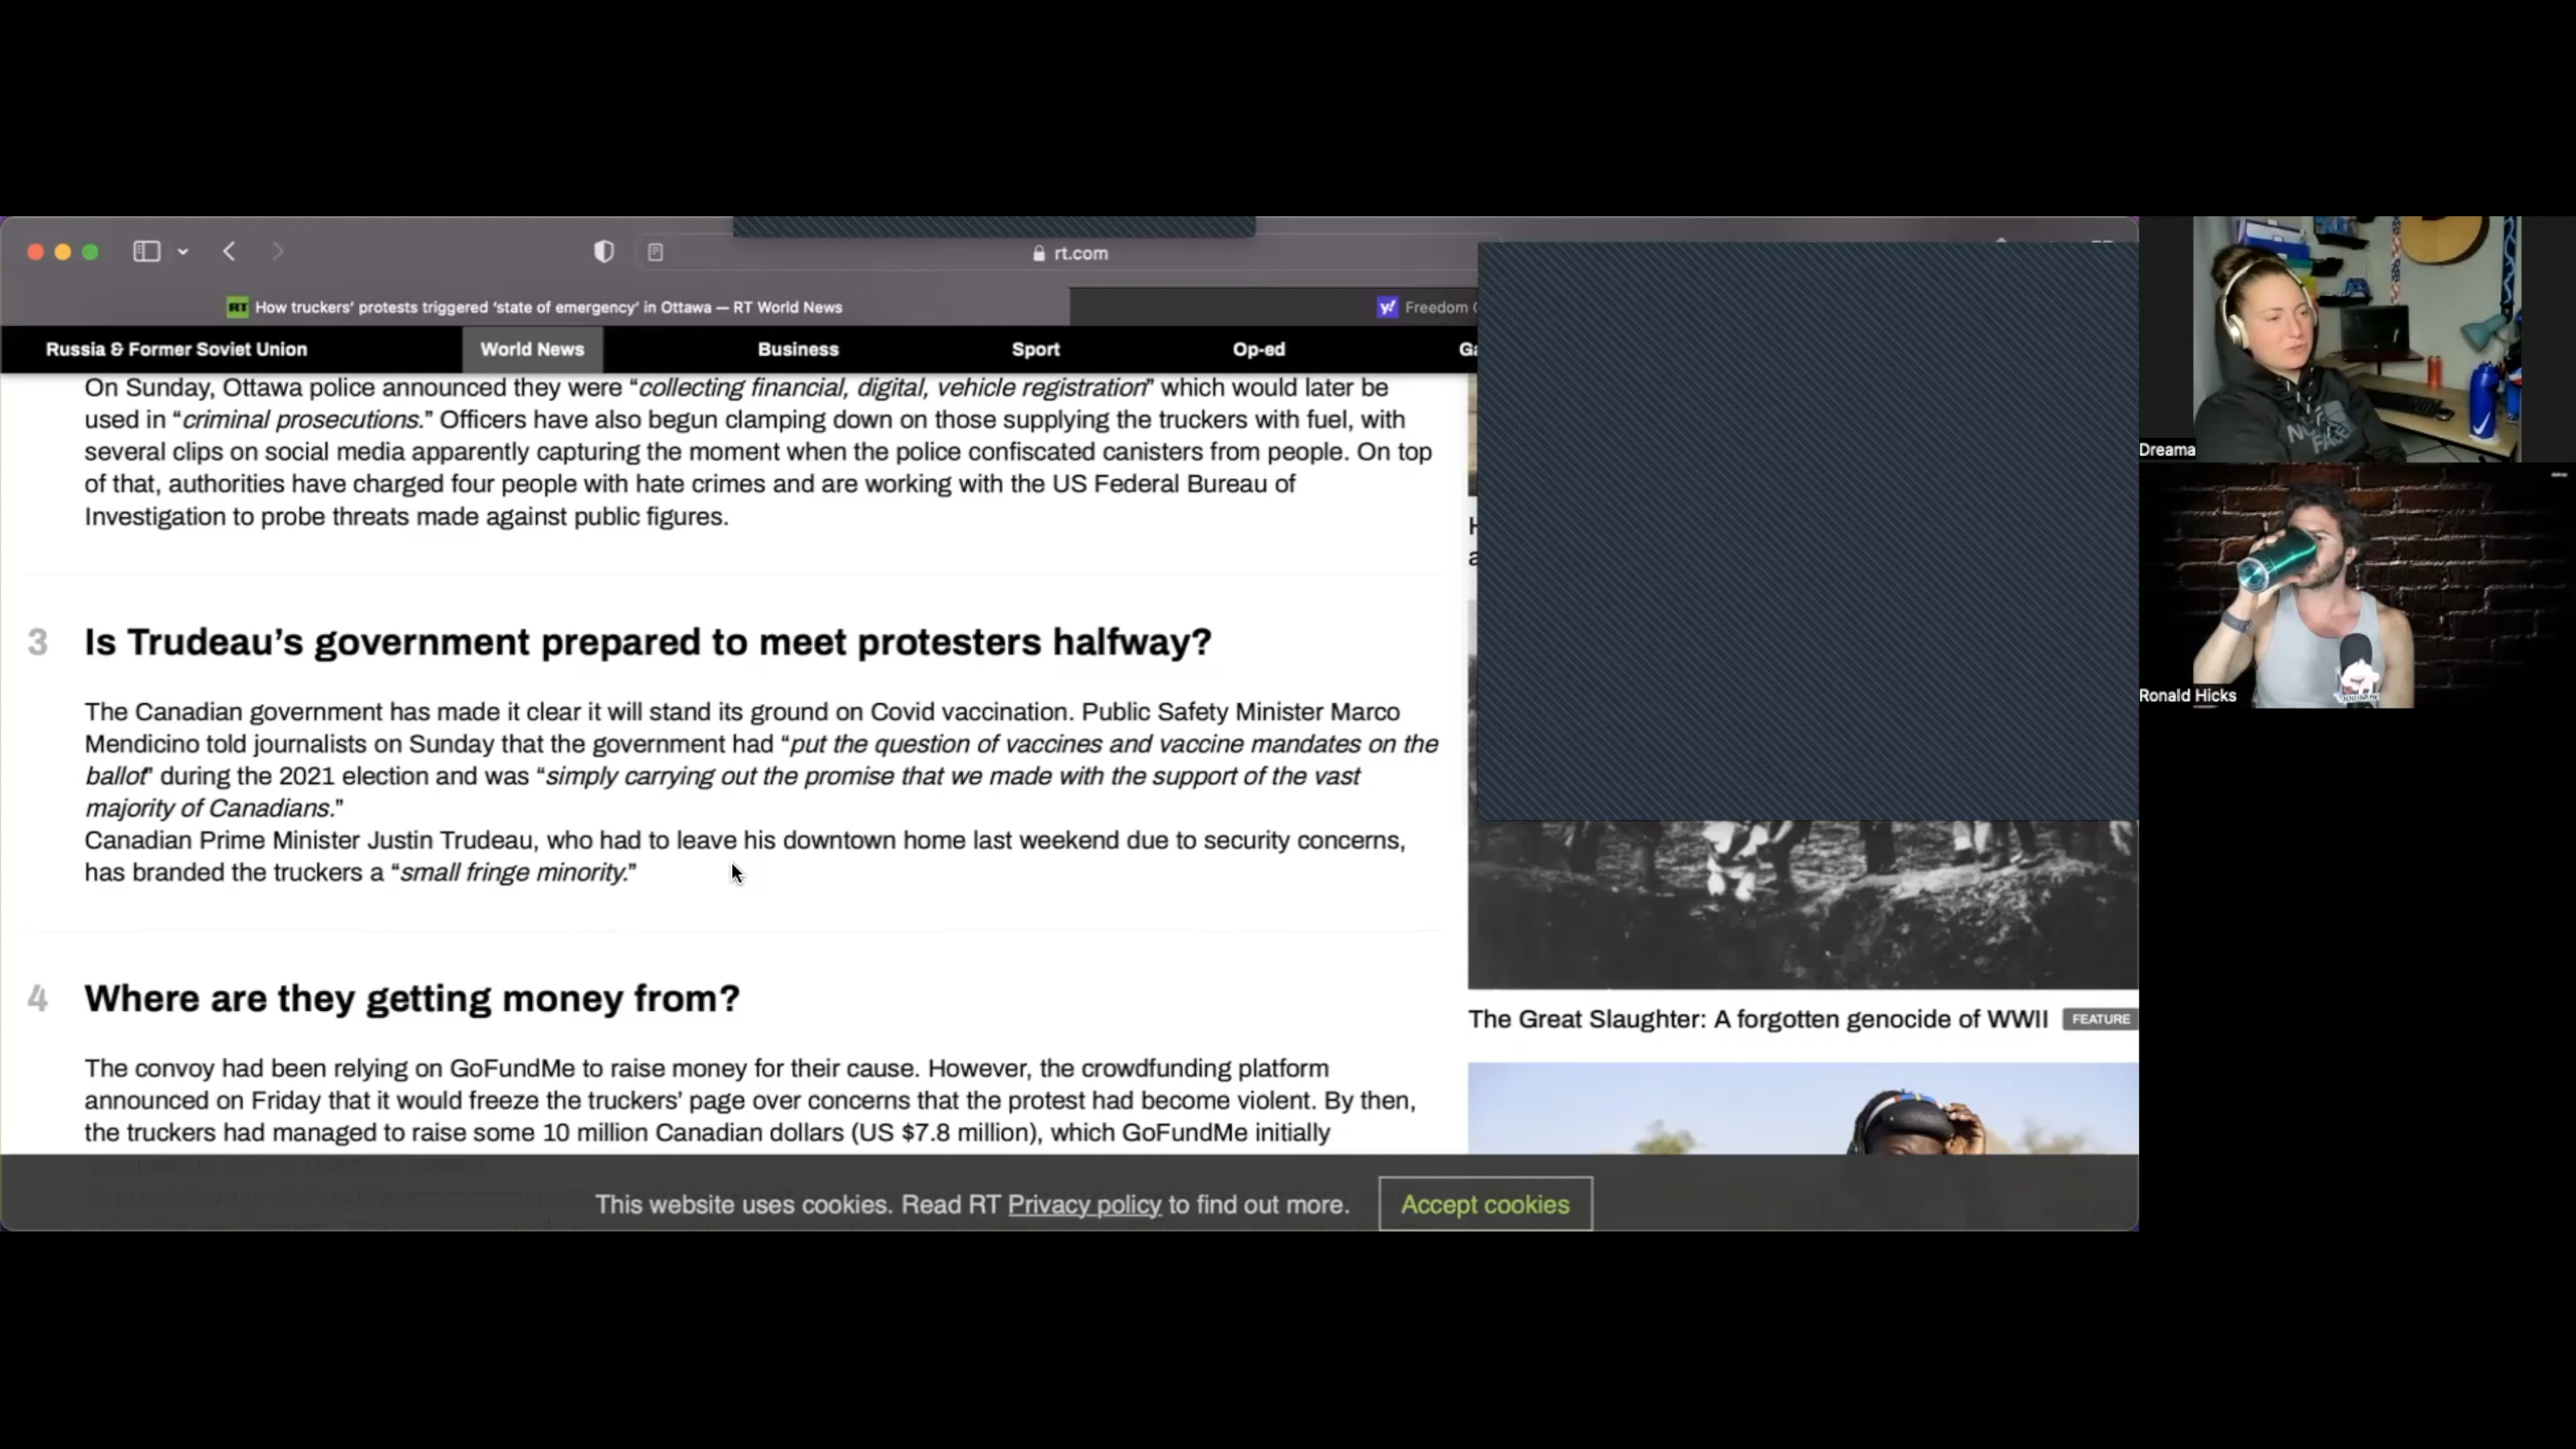 rt.com
RT How truckers’ protests triggered ‘state of emergency’ in Ottawa — RT World News
y! Freedom
Russia & Former Soviet Union World News Business Sport Op-ed
On Sunday, Ottawa police announced they were “collecting financial, digital, vehicle registration” which would later be
used in “criminal prosecutions.” Officers have also begun clamping down on those supplying the truckers with fuel, with
several clips on social media apparently capturing the moment when the police confiscated canisters from people. On top
of that, authorities have charged four people with hate crimes and are working with the US Federal Bureau of
Investigation to probe threats made against public figures.
3 Is Trudeau’s government prepared to meet protesters halfway?
The Canadian government has made it clear it will stand its ground on Covid vaccination. Public Safety Minister Marco
Mendicino told journalists on Sunday that the government had “put the question of vaccines and vaccine mandates on the
ballot” during the 2021 election and was “simply carrying out the promise that we made with the support of the vast
majority of Canadians.”
Canadian Prime Minister Justin Trudeau, who had to leave his downtown home last weekend due to security concerns,
has branded the truckers a “small fringe minority.”
4 Where are they getting money from?
The convoy had been relying on GoFundMe to raise money for their cause. However, the crowdfunding platform
announced on Friday that it would freeze the truckers’ page over concerns that the protest had become violent. By then,
the truckers had managed to raise some 10 million Canadian dollars (US $7.8 million), which GoFundMe initially
The Great Slaughter: A forgotten genocide of WWII FEATURE
This website uses cookies. Read RT Privacy policy to find out more. Accept cookies
Dreama
Ronald Hicks